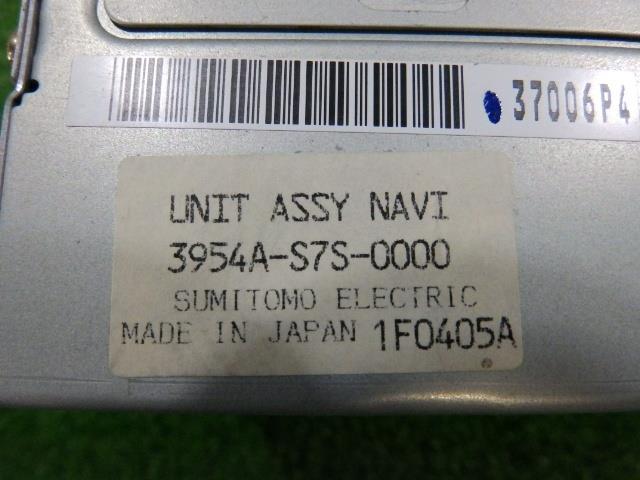 37006P4
UNIT ASSY NAVI
3954A-S7S-0000
SUMITOMO ELECTRIC
MADE IN JAPAN 1F0405A